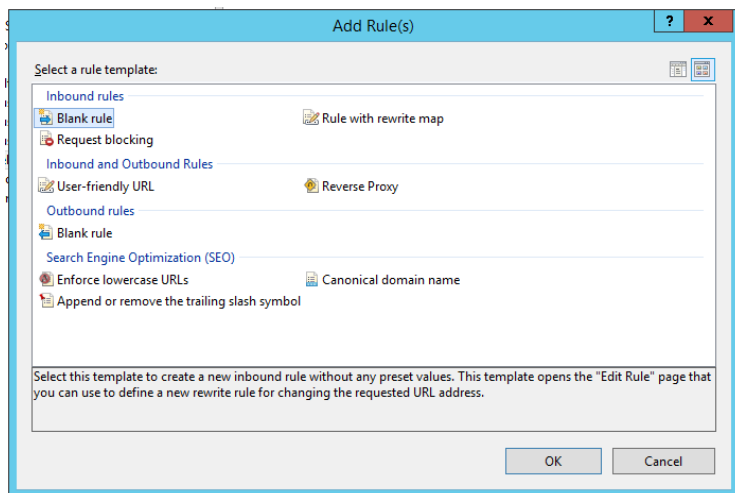 Add Rule(s)
?
x
Select a rule template:
Inbound rules
Blank rule
Rule with rewrite map
Request blocking
Inbound and Outbound Rules
User-friendly URL
Reverse Proxy
Outbound rules
Blank rule
Search Engine Optimization (SEO)
Enforce lowercase URLs
Canonical domain name
Append or remove the trailing slash symbol
Select this template to create a new inbound rule without any preset values. This template opens the "Edit Rule" page that
you can use to define a new rewrite rule for changing the requested URL address.
OK
Cancel